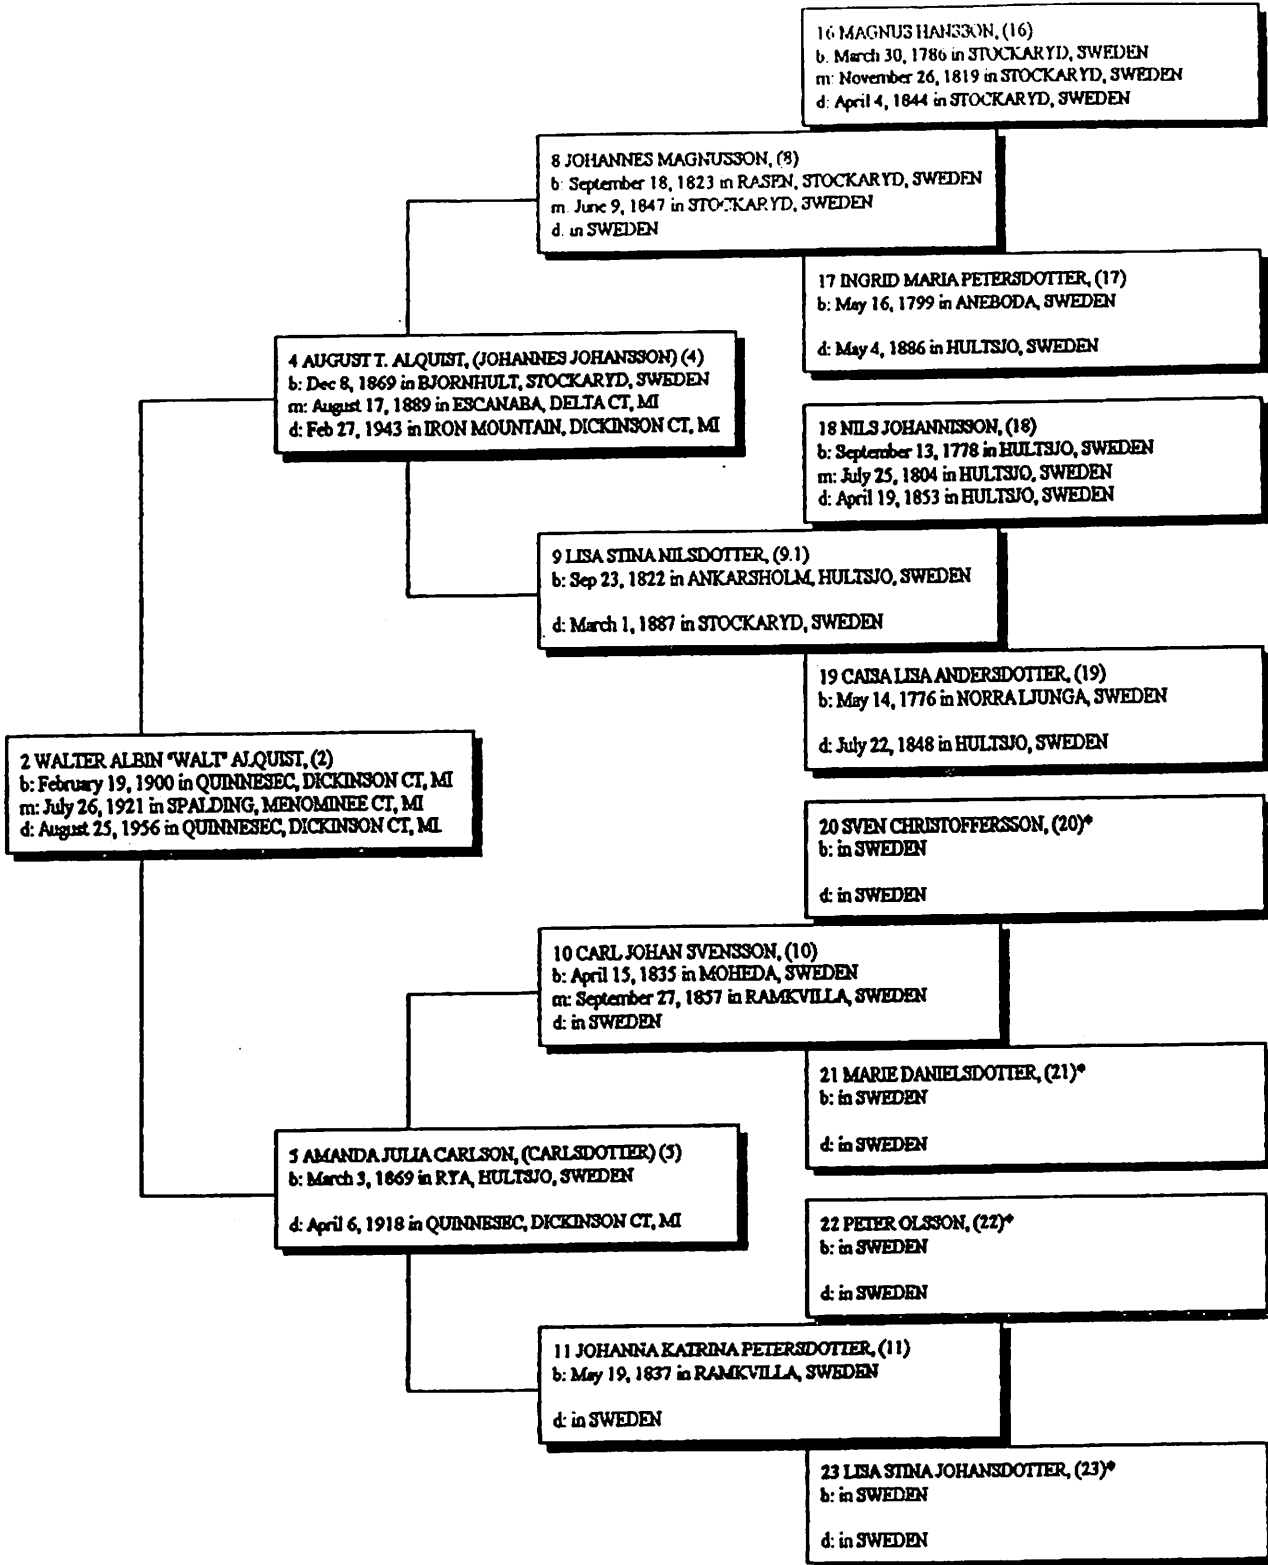 16 MAGNUS HANSSON, (16)
b. March 30, 1786 in STOCKARYD, SWEDEN
m: November 26, 1819 in STOCKARYD, SWEDEN
d: April 4, 1844 in STOCKARYD, SWEDEN
8 JOHANNES MAGNUSSON, (8)
b: September 18, 1823 in RASEN, STOCKARYD, SWEDEN
m. June 9, 1847 in STOCKARYD, SWEDEN
d. in SWEDEN
17 INGRID MARIA PETERSDOTTER, (17)
b: May 16, 1799 in ANEBODA, SWEDEN
d: May 4, 1886 in HULTSJO, SWEDEN
4 AUGUST T. ALQUIST, (JOHANNES JOHANSSON) (4)
b: Dec 8, 1869 in BJORNHULT, STOCKARYD, SWEDEN
m: August 17, 1889 in ESCANABA, DELTA CT, MI
d: Feb 27, 1943 in IRON MOUNTAIN, DICKINSON CT, MI
18 NILS JOHANNISSON, (18)
b: September 13, 1778 in HULTSJO, SWEDEN
m: July 25, 1804 in HULTSJO, SWEDEN
d: April 19, 1853 in HULTSJO, SWEDEN
9 LISA STINA NILSDOTTER, (9.1)
b: Sep 23, 1822 in ANKARSHOLM, HULTSJO, SWEDEN
d: March 1, 1887 in STOCKARYD, SWEDEN
19 CAISA LISA ANDERSDOTTER, (19)
b: May 14, 1776 in NORRA LJUNGA, SWEDEN
d: July 22, 1848 in HULTSJO, SWEDEN
2 WALTER ALBIN "WALT" ALQUIST, (2)
b: February 19, 1900 in QUINNESEC, DICKINSON CT, MI
m: July 26, 1921 in SPALDING, MENOMINEE CT, MI
d: August 25, 1956 in QUINNESEC, DICKINSON CT, MI
20 SVEN CHRISTOFFERSSON, (20)*
b: in SWEDEN
d: in SWEDEN
10 CARL JOHAN SVENSSON, (10)
b: April 15, 1835 in MOHEDA, SWEDEN
m: September 27, 1857 in RAMKVILLA, SWEDEN
d: in SWEDEN
21 MARIE DANIELSDOTTER, (21)*
b: in SWEDEN
d: in SWEDEN
5 AMANDA JULIA CARLSON, (CARLSDOTTER) (5)
b: March 3, 1869 in RYA, HULTSJO, SWEDEN
d: April 6, 1918 in QUINNESEC, DICKINSON CT, MI
22 PETER OLSSON, (22)*
b: in SWEDEN
d: in SWEDEN
11 JOHANNA KATRINA PETERSDOTTER, (11)
b: May 19, 1837 in RAMKVILLA, SWEDEN
d: in SWEDEN
23 LISA STINA JOHANSDOTTER, (23)*
b: in SWEDEN
d: in SWEDEN